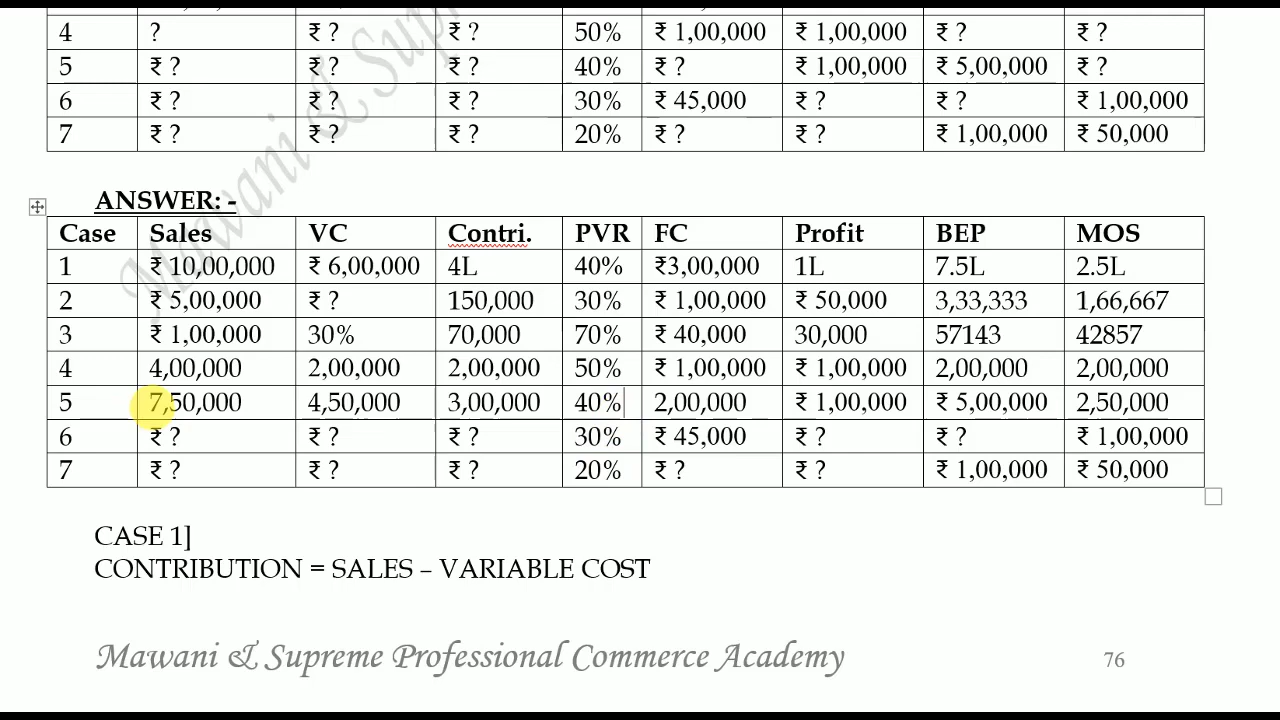 4 ? ₹ ? ₹ ? 50% ₹ 1,00,000 ₹ 1,00,000 ₹ ? ₹ ?
5 ₹ ? ₹ ? ₹ ? 40% ₹ ? ₹ 1,00,000 ₹ 5,00,000 ₹ ?
6 ₹ ? ₹ ? ₹ ? 30% ₹ 45,000 ₹ ? ₹ ? ₹ 1,00,000
7 ₹ ? ₹ ? ₹ ? 20% ₹ ? ₹ ? ₹ 1,00,000 ₹ 50,000
Mawani & Sup
ANSWER: -
Case Sales VC Contri. PVR FC Profit BEP MOS
1 ₹ 10,00,000 ₹ 6,00,000 4L 40% ₹3,00,000 1L 7.5L 2.5L
2 ₹ 5,00,000 ₹ ? 150,000 30% ₹ 1,00,000 ₹ 50,000 3,33,333 1,66,667
3 ₹ 1,00,000 30% 70,000 70% ₹ 40,000 30,000 57143 42857
4 4,00,000 2,00,000 2,00,000 50% ₹ 1,00,000 ₹ 1,00,000 2,00,000 2,00,000
5 7,50,000 4,50,000 3,00,000 40% 2,00,000 ₹ 1,00,000 ₹ 5,00,000 2,50,000
6 ₹ ? ₹ ? ₹ ? 30% ₹ 45,000 ₹ ? ₹ ? ₹ 1,00,000
7 ₹ ? ₹ ? ₹ ? 20% ₹ ? ₹ ? ₹ 1,00,000 ₹ 50,000
CASE 1]
CONTRIBUTION = SALES – VARIABLE COST
Mawani & Supreme Professional Commerce Academy 76